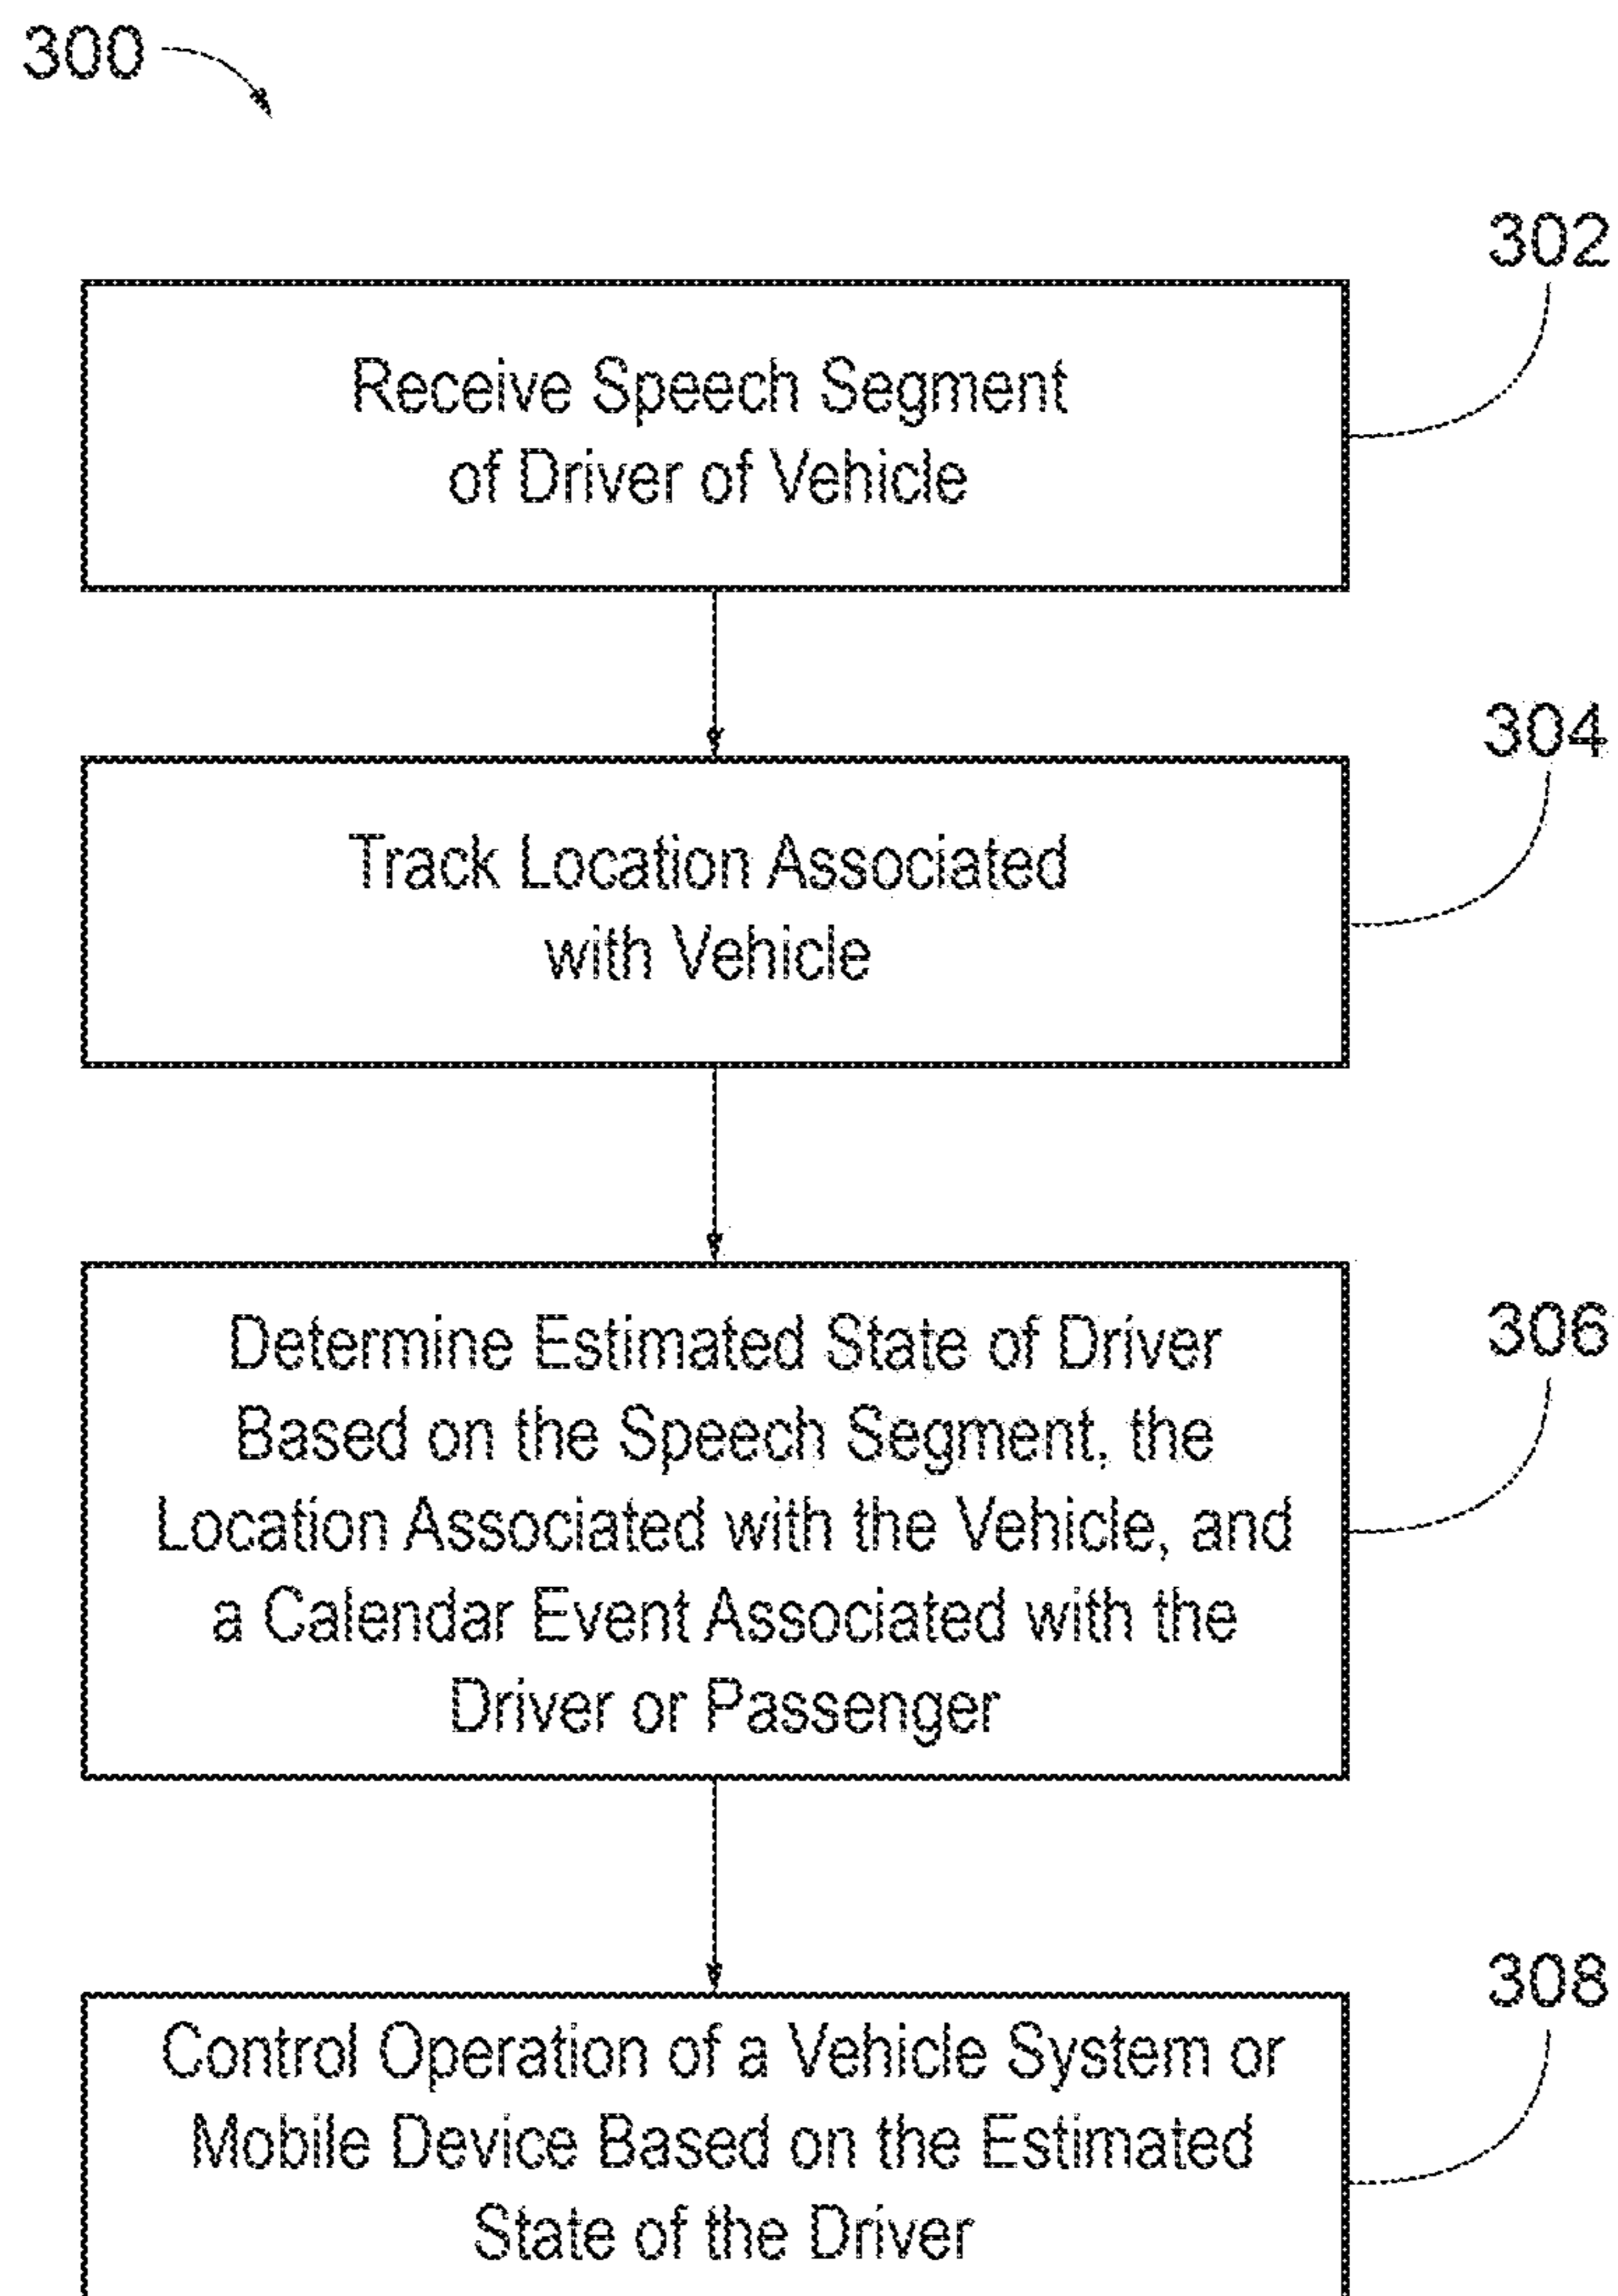 300
302
Receive Speech Segment
of Driver of Vehicle
304
Track Location Associated
with Vehicle
306
Determine Estimated State of Driver
Based on the Speech Segment, the
Location Associated with the Vehicle, and
a Calendar Event Associated with the
Driver or Passenger
308
Control Operation of a Vehicle System or
Mobile Device Based on the Estimated
State of the Driver